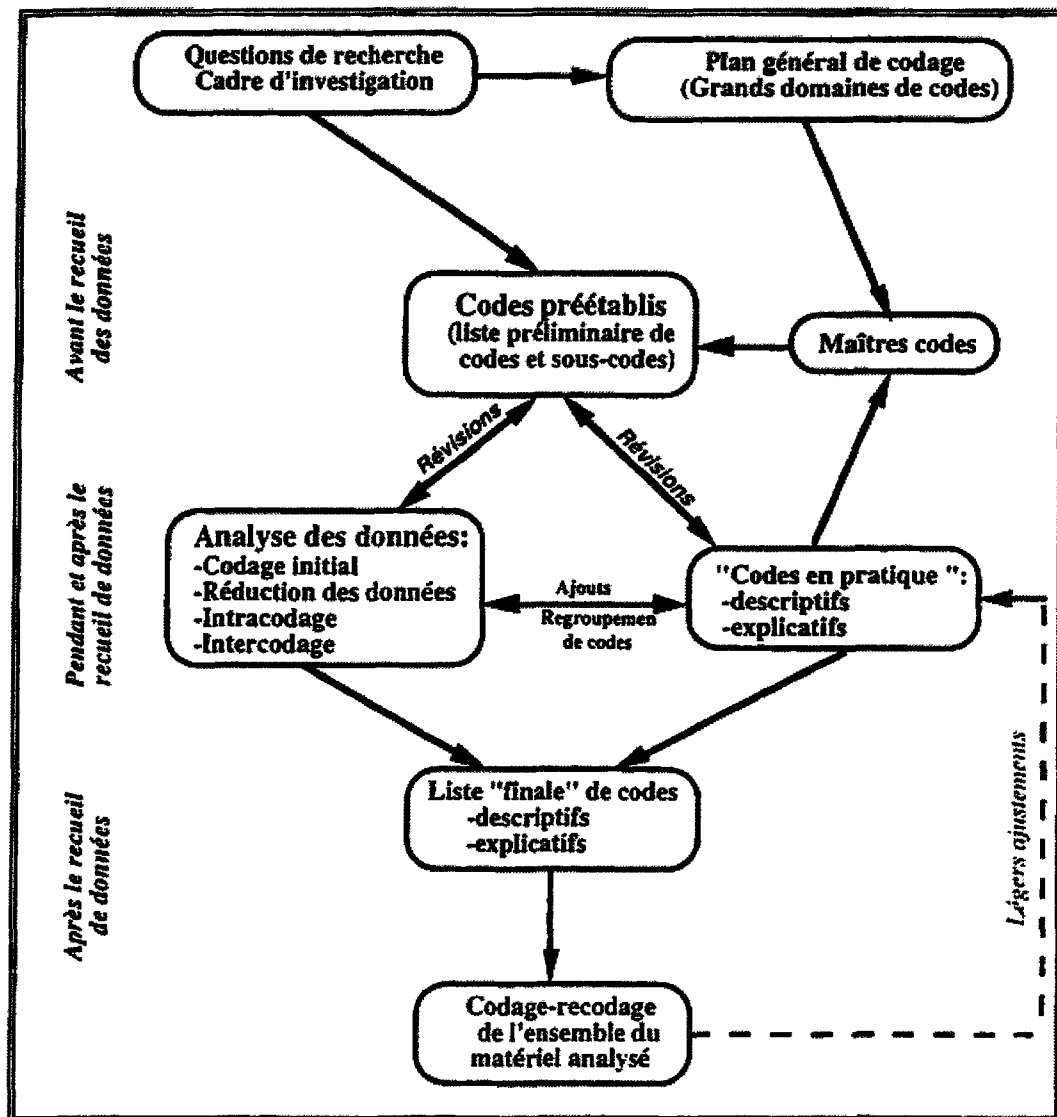 Questions de recherche
Cadre d'investigation
Plan général de codage
(Grands domaines de codes)
Avant le recueil
des données
Codes préétablis
(liste préliminaire de
codes et sous-codes)
Maîtres codes
Révisions
Révisions
Pendant et après le
recueil de données
Analyse des données:
-Codage initial
-Réduction des données
-Intracodage
-Intercodage
Ajouts
Regroupemen
de codes
"Codes en pratique ":
-descriptifs
-explicatifs
Après le recueil
de données
Liste "finale" de codes
-descriptifs
-explicatifs
Légers ajustements
Codage-recodage
de l'ensemble du
matériel analysé